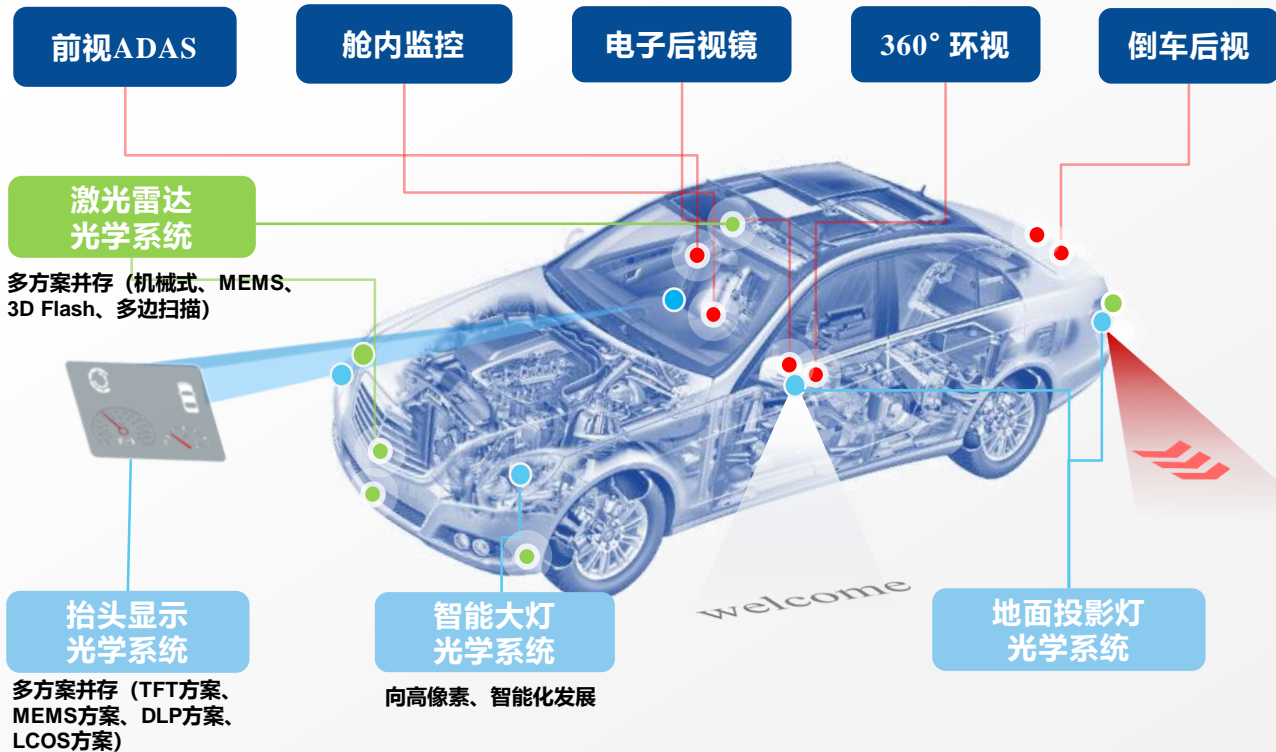 前视ADAS
舱内监控
电子后视镜
360° 环视
倒车后视
激光雷达
光学系统
多方案并存（机械式、MEMS、
3D Flash、多边扫描）
welcome
抬头显示
光学系统
多方案并存（TFT方案、
MEMS方案、DLP方案、
LCOS方案）
智能大灯
光学系统
向高像素、智能化发展
地面投影灯
光学系统